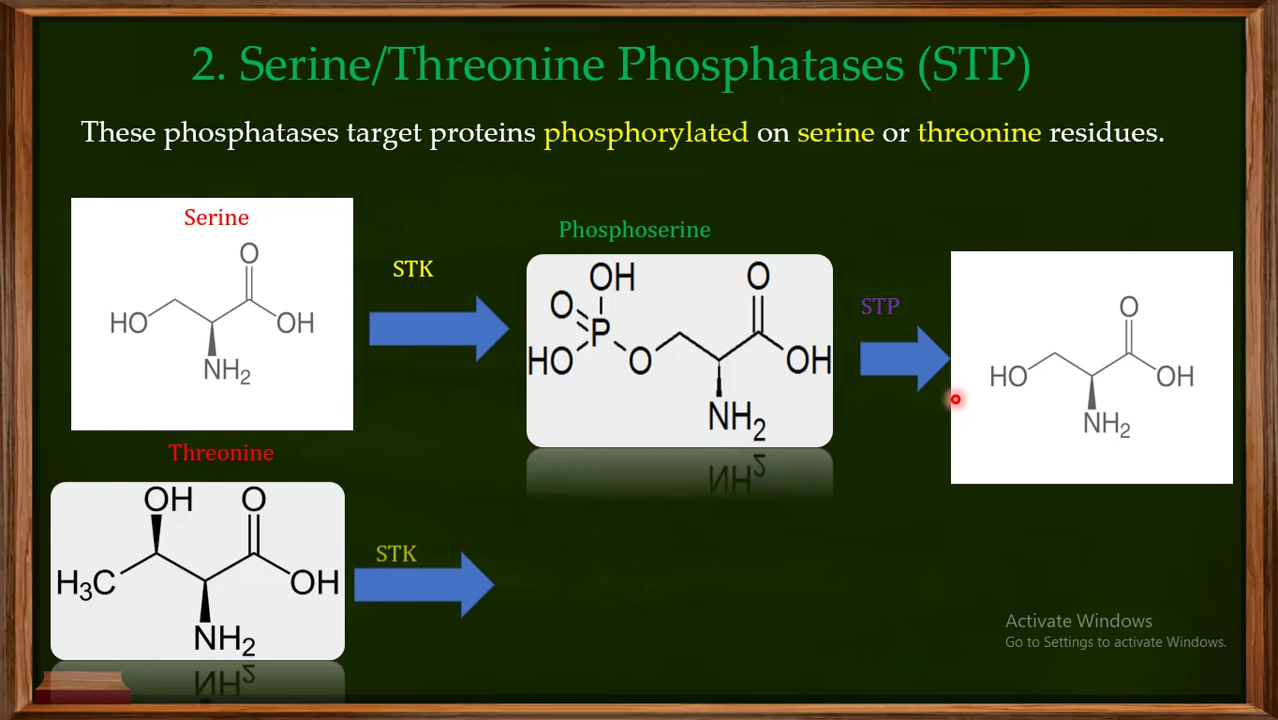 2. Serine/Threonine Phosphatases (STP)
These phosphatases target proteins phosphorylated on serine or threonine residues.
Serine
O
HO
OH
NH2
STK
Phosphoserine
OH
O
P
HO
O
O
OH
NH2
STP
O
HO
OH
NH2
Threonine
OH
O
H3C
OH
NH2
STK
Activate Windows
Go to Settings to activate Windows.